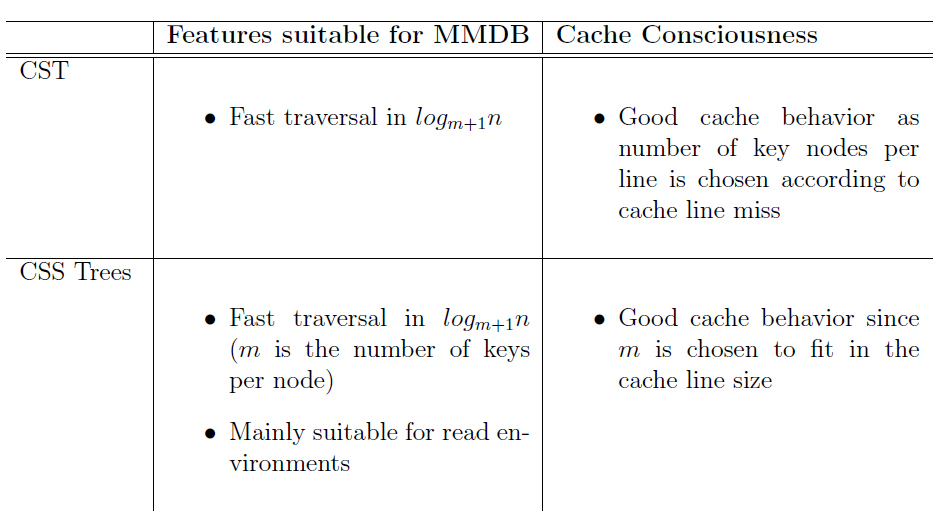 Features suitable for MMDB Cache Consciousness
CST
• Fast traversal in log_{m+1}n
• Good cache behavior as
number of key nodes per
line is chosen according to
cache line miss
CSS Trees
• Fast traversal in log_{m+1}n
(m is the number of keys
per node)
• Mainly suitable for read en-
vironments
• Good cache behavior since
m is chosen to fit in the
cache line size